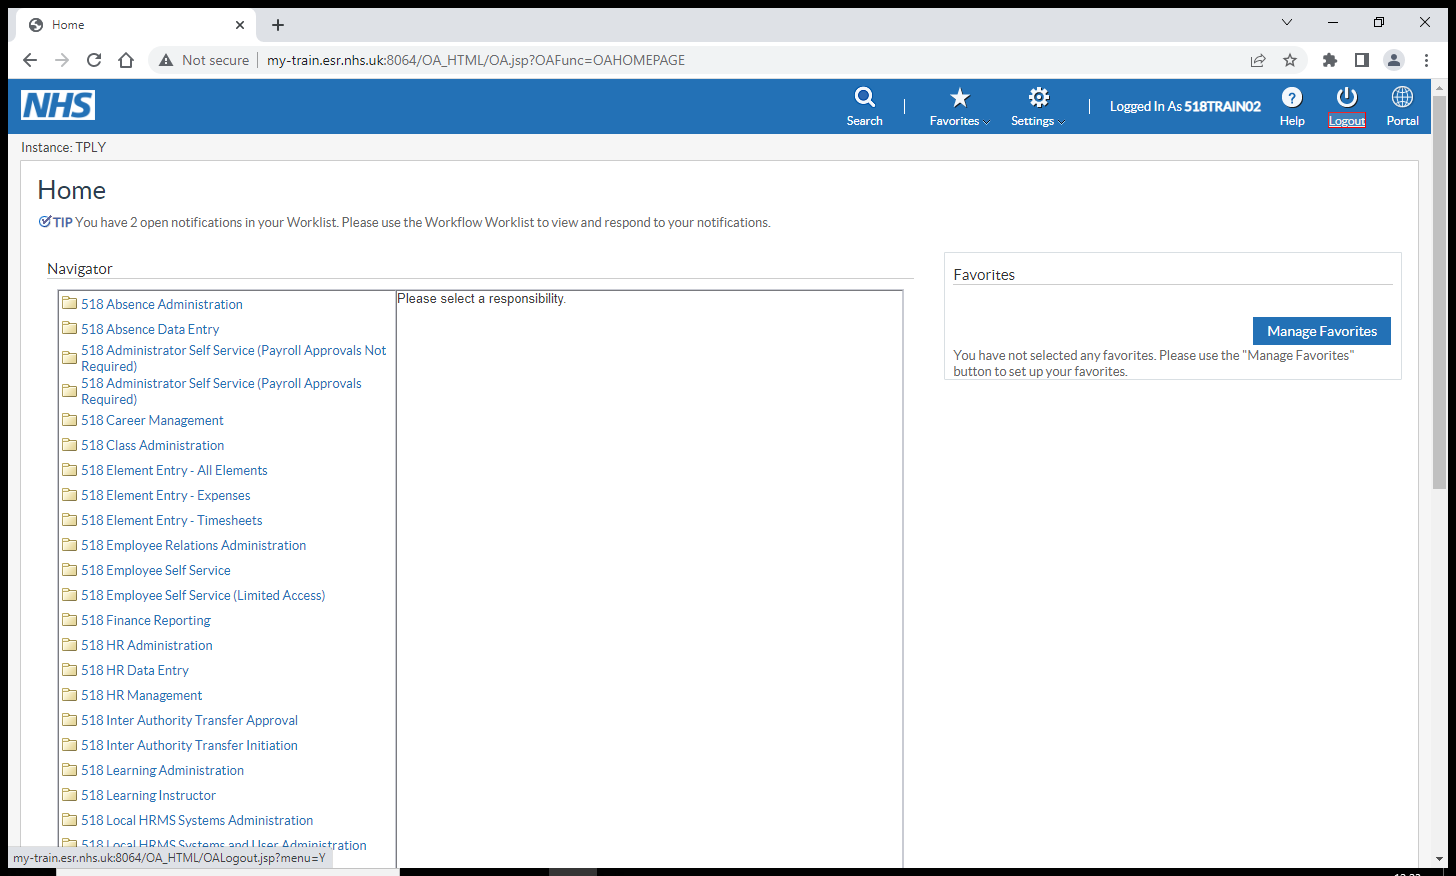 Home
Not secure
my-train.esr.nhs.uk:8064/OA_HTML/OA.jsp?OAFunc=OAHOMEPAGE
NHS
Search
Favorites
Settings
Logged In As 518TRAIN02
Help
Logout
Portal
Instance: TPLY
Home
TIP You have 2 open notifications in your Worklist. Please use the Workflow Worklist to view and respond to your notifications.
Navigator
518 Absence Administration
518 Absence Data Entry
518 Administrator Self Service (Payroll Approvals Not
Required)
518 Administrator Self Service (Payroll Approvals
Required)
518 Career Management
518 Class Administration
518 Element Entry - All Elements
518 Element Entry - Expenses
518 Element Entry - Timesheets
518 Employee Relations Administration
518 Employee Self Service
518 Employee Self Service (Limited Access)
518 Finance Reporting
518 HR Administration
518 HR Data Entry
518 HR Management
518 Inter Authority Transfer Approval
518 Inter Authority Transfer Initiation
518 Learning Administration
518 Learning Instructor
518 Local HRMS Systems Administration
518 Local HRMS Systems and User Administration
Please select a responsibility.
Favorites
Manage Favorites
You have not selected any favorites. Please use the "Manage Favorites"
button to set up your favorites.
my-train.esr.nhs.uk:8064/OA_HTML/OALogout.jsp?menu=Y